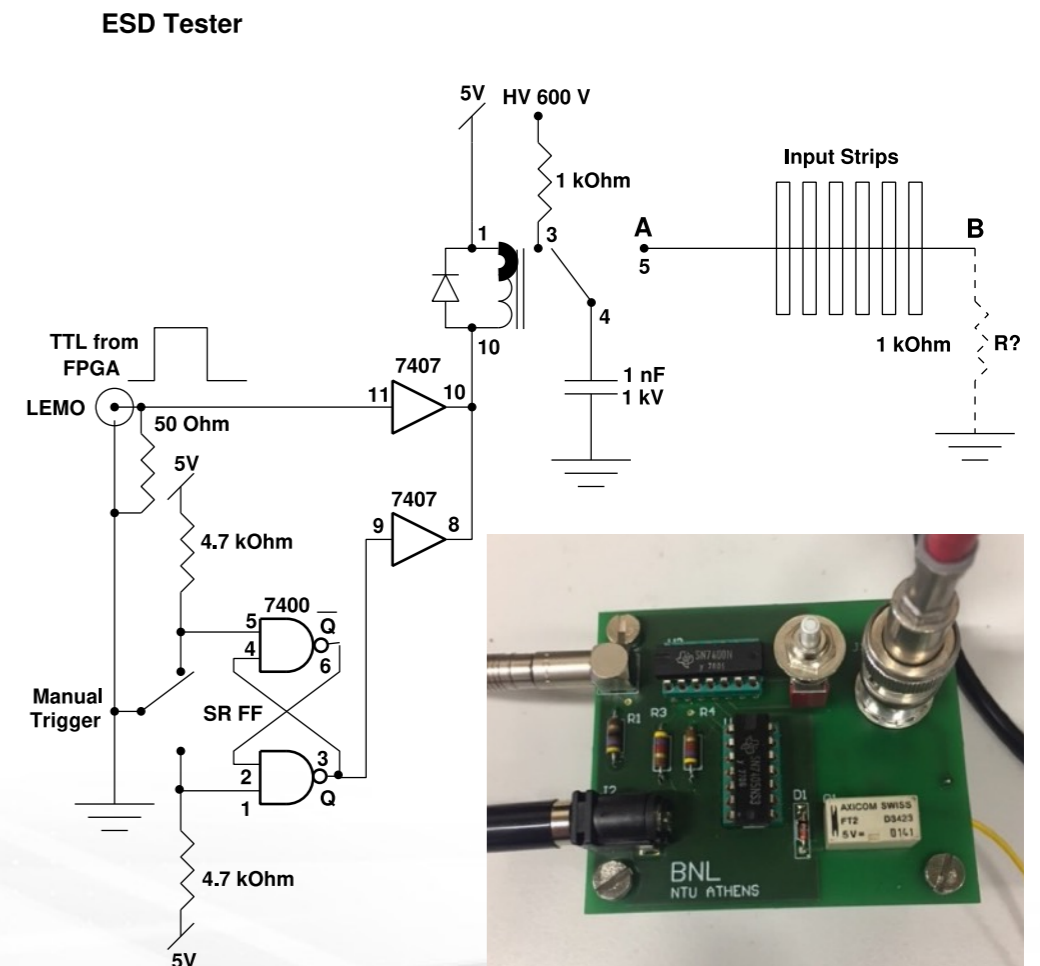 ESD Tester
5V
HV 600 V
1 kOhm
Input Strips
1
3
A
5
B
4
10
TTL from
FPGA
7407
1 kOhm
R?
1 nF
1 kV
LEMO
11
10
50 Ohm
5V
7407
9
8
4.7 kOhm
7400
Q
5
4
6
Manual
Trigger
SR FF
2
3
1
Q
4.7 kOhm
5V
SN7400N
R1
R3
R4
D1
AXICOM SWISS
FT2 D3423
5V= 0141
BNL
NTU ATHENS